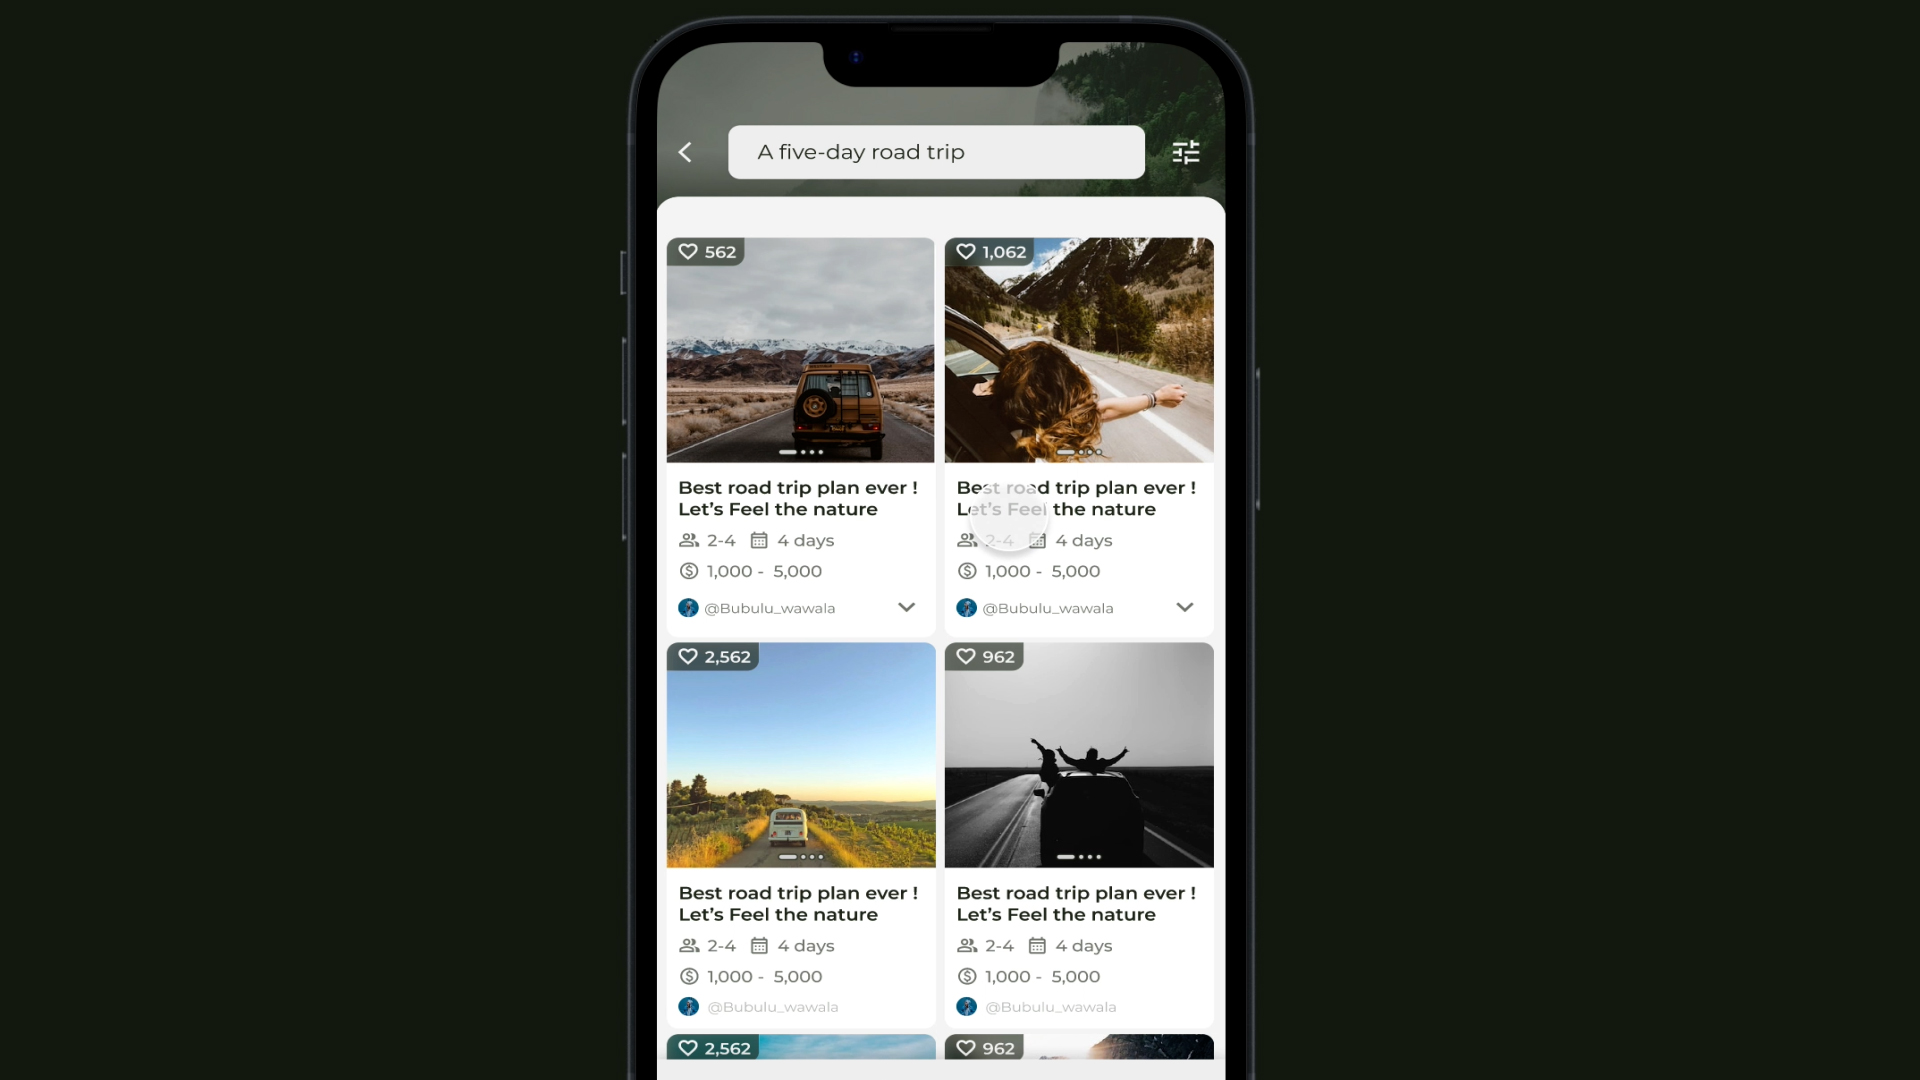 A five-day road trip
562
1,062
Best road trip plan ever !
Let’s Feel the nature
2-4 4 days
1,000 - 5,000
@Bubulu_wawala
Best road trip plan ever !
Let’s Feel the nature
2-4 4 days
1,000 - 5,000
@Bubulu_wawala
2,562
962
Best road trip plan ever !
Let’s Feel the nature
2-4 4 days
1,000 - 5,000
@Bubulu_wawala
Best road trip plan ever !
Let’s Feel the nature
2-4 4 days
1,000 - 5,000
@Bubulu_wawala
2,562
962